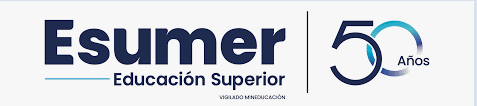 Esumer
Educación Superior
VIGILADO MINEDUCACIÓN
50 Años